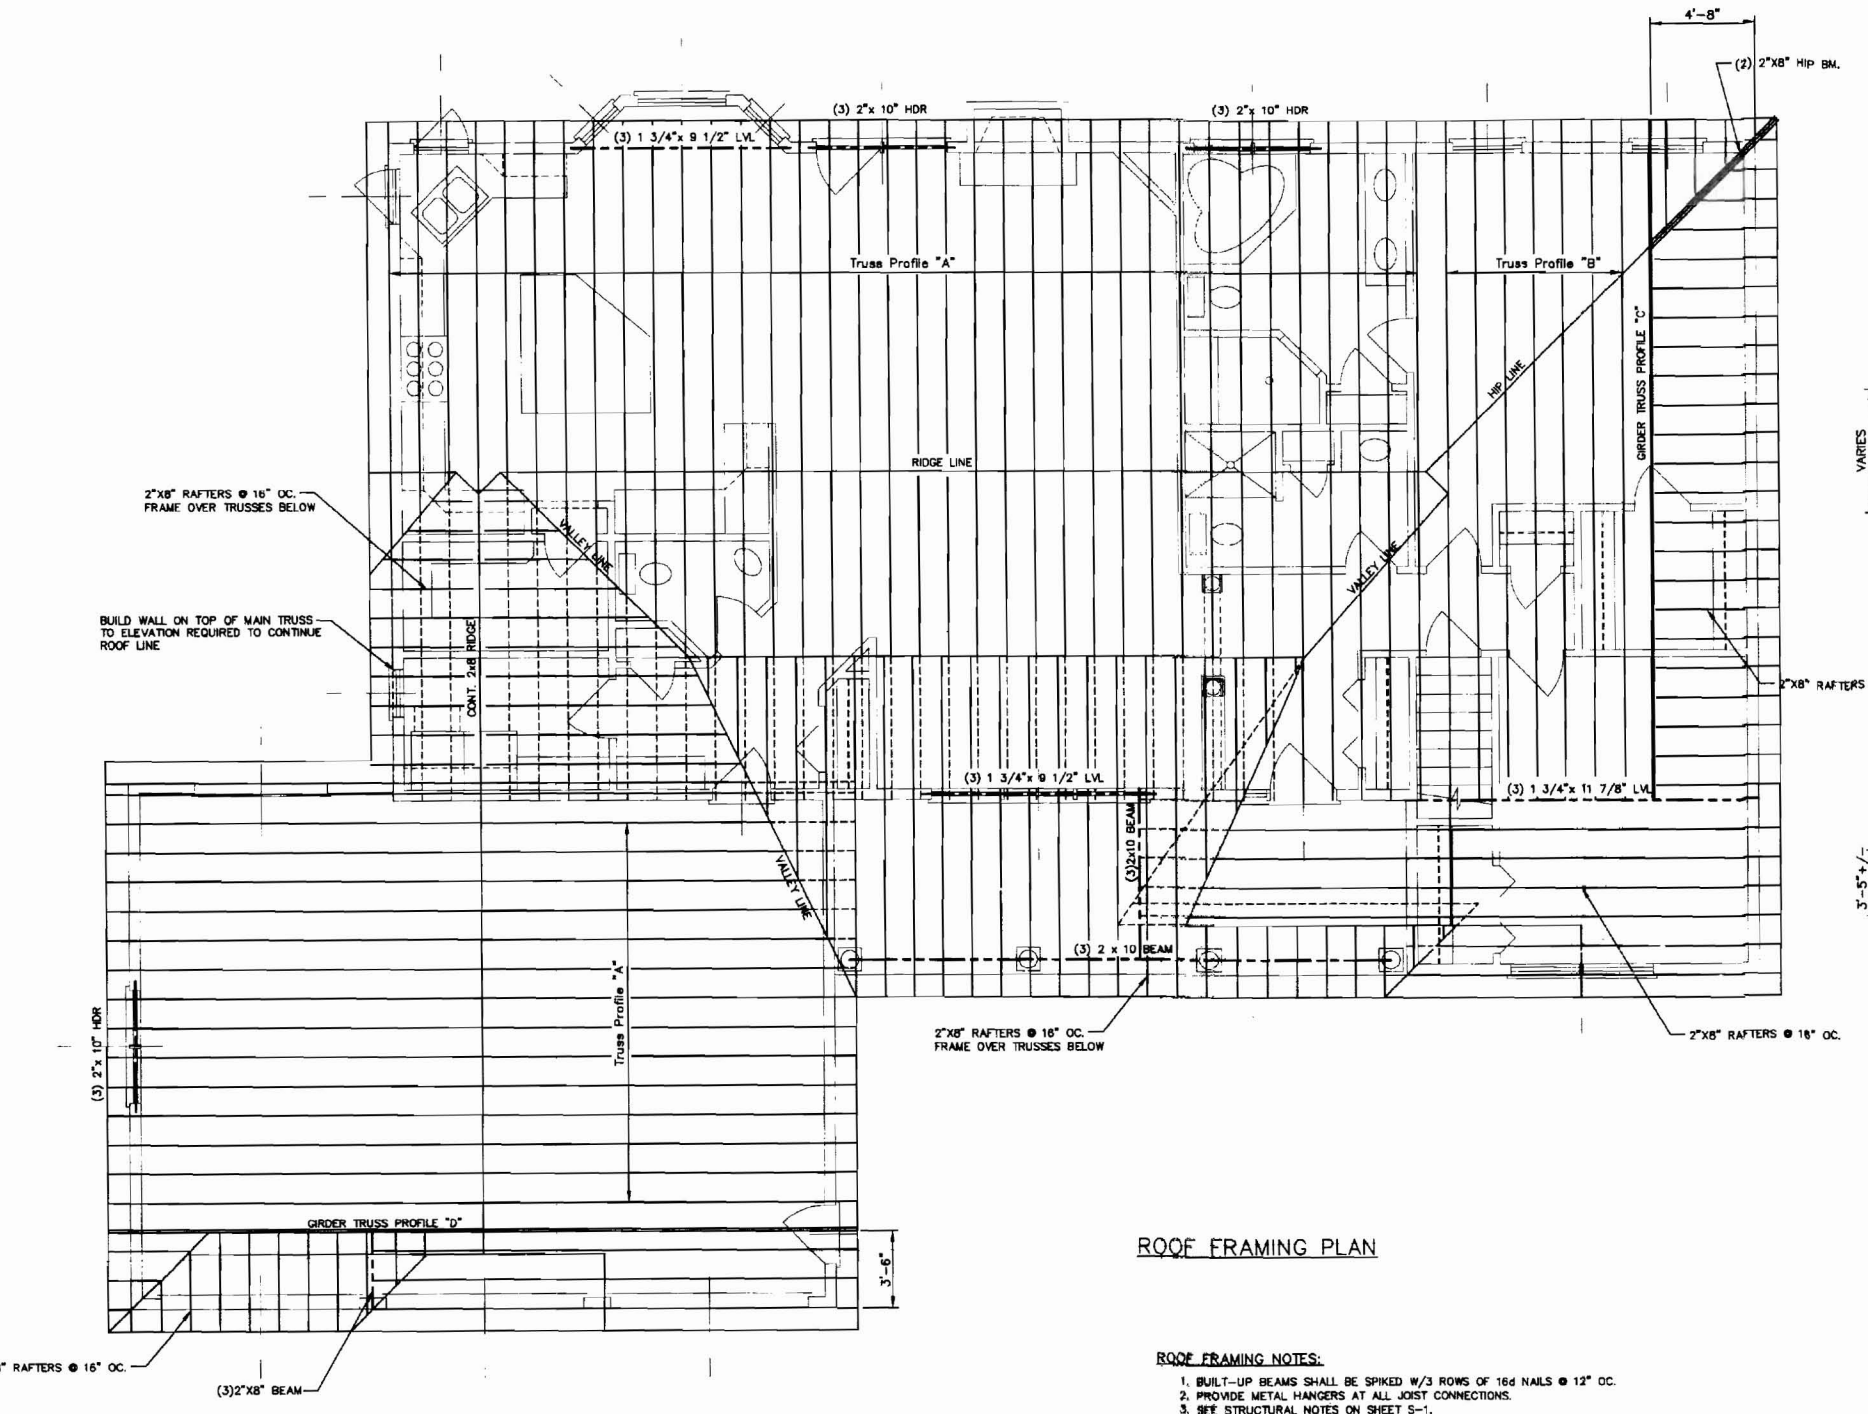 4'-8"
(2) 2"X8" HIP BM.
(3) 2"x 10" HDR
(3) 2"x 10" HDR
(3) 1 3/4"x 9 1/2" LVL
Truss Profile "A"
Truss Profile "B"
GIRDER TRUSS PROFILE "C"
HIP LINE
VARIES
RIDGE LINE
2"X8" RAFTERS @ 16" OC.
FRAME OVER TRUSSES BELOW
VALLEY LINE
VALLEY LINE
BUILD WALL ON TOP OF MAIN TRUSS
TO ELEVATION REQUIRED TO CONTINUE
ROOF LINE
CONT. 2x8 RIDGE
2"X8" RAFTERS
(3) 1 3/4"x 9 1/2" LVL
(3) 1 3/4"x 11 7/8" LVL
(3)2x10 BEAM
VALLEY LINE
3'-5"+/-
(3) 2 x 10 BEAM
Truss Profile "A"
(3) 2"x 10" HDR
2"X8" RAFTERS @ 16" OC.
FRAME OVER TRUSSES BELOW
2"X8" RAFTERS @ 16" OC.
GIRDER TRUSS PROFILE "D"
3'-6"
ROOF FRAMING PLAN
" RAFTERS @ 16" OC.
(3)2"X8" BEAM
ROOF FRAMING NOTES:
1. BUILT-UP BEAMS SHALL BE SPIKED W/3 ROWS OF 16d NAILS @ 12" OC.
2. PROVIDE METAL HANGERS AT ALL JOIST CONNECTIONS.
3. SEE STRUCTURAL NOTES ON SHEET S-1.